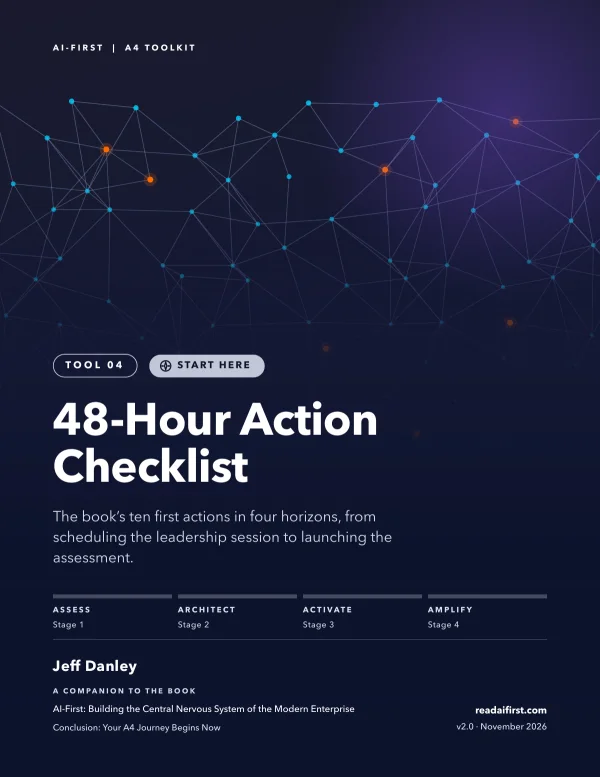 AI-FIRST | A4 TOOLKIT
TOOL 04
START HERE
48-Hour Action
Checklist
The book's ten first actions in four horizons, from
scheduling the leadership session to launching the
assessment.
ASSESS
Stage 1
ARCHITECT
Stage 2
ACTIVATE
Stage 3
AMPLIFY
Stage 4
Jeff Danley
A COMPANION TO THE BOOK
AI-First: Building the Central Nervous System of the Modern Enterprise
Conclusion: Your A4 Journey Begins Now
readaifirst.com
v2.0 · November 2026